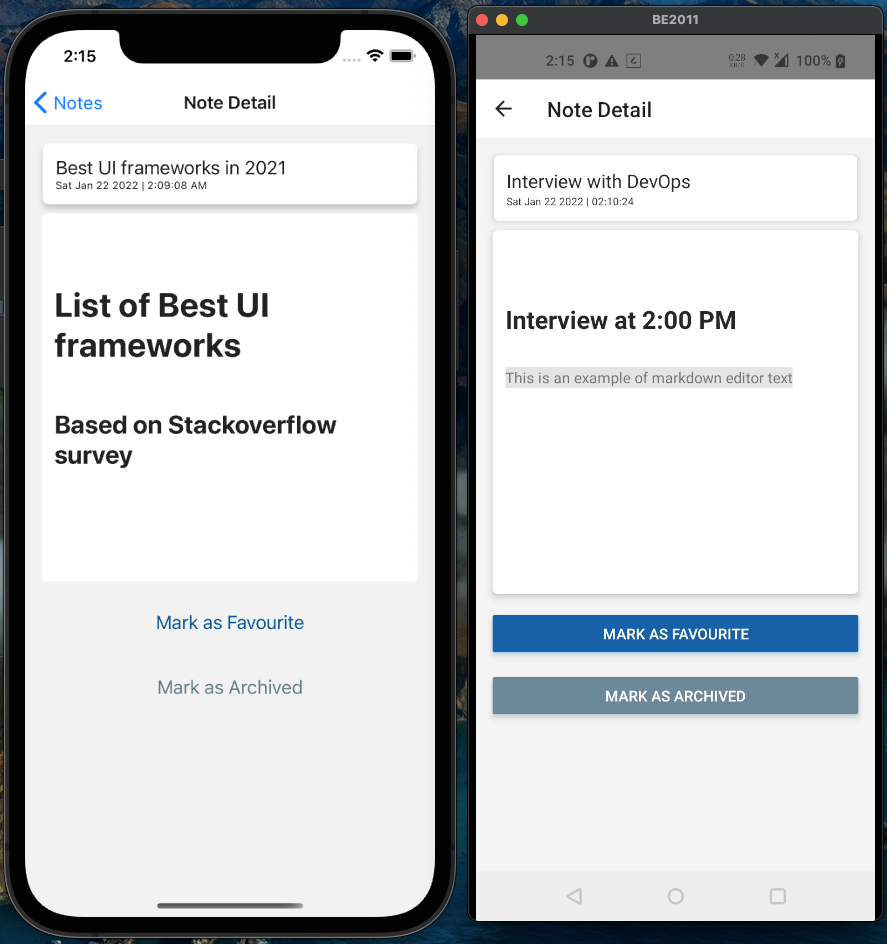 2:15
Notes
Note Detail
Best UI frameworks in 2021
Sat Jan 22 2022 | 2:09:08 AM
List of Best UI
frameworks
Based on Stackoverflow
survey
Mark as Favourite
Mark as Archived
BE2011
2:15
0.28
KB/S
100%
Note Detail
Interview with DevOps
Sat Jan 22 2022 | 02:10:24
Interview at 2:00 PM
This is an example of markdown editor text
MARK AS FAVOURITE
MARK AS ARCHIVED